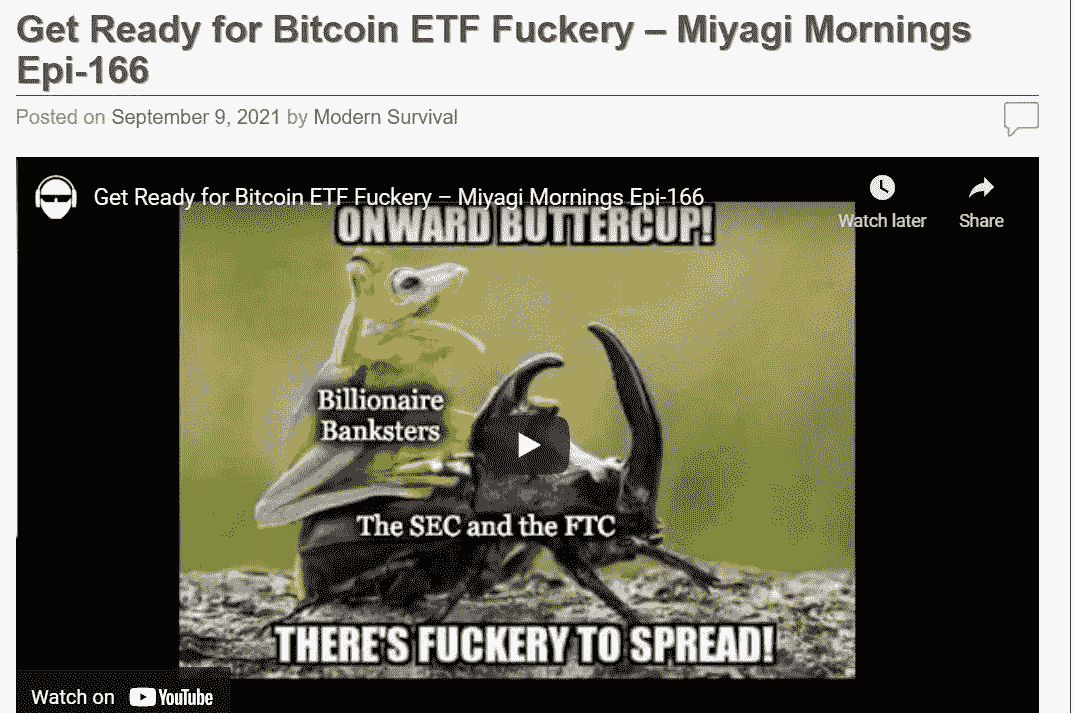 Get Ready for Bitcoin ETF Fuckery – Miyagi Mornings
Epi-166
Posted on September 9, 2021 by Modern Survival
Get Ready for Bitcoin ETF Fuckery – Miyagi Mornings Epi-166
Watch later
Share
ONWARD BUTTERCUP!
Billionaire
Banksters
The SEC and the FTC
THERE'S FUCKERY TO SPREAD!
Watch on YouTube